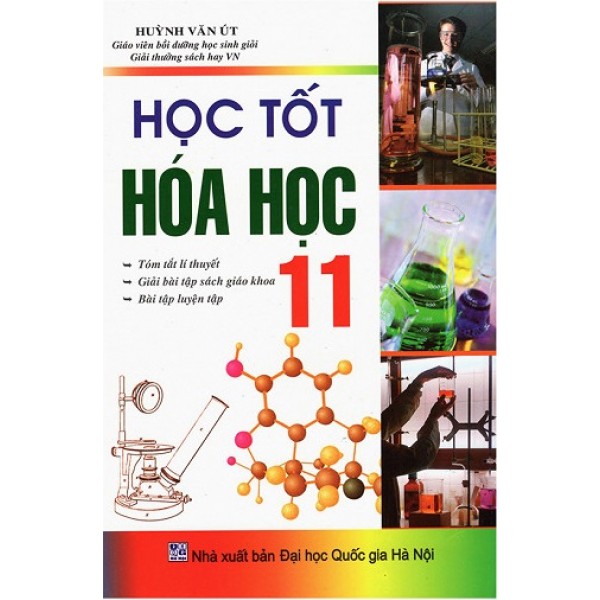 HUỲNH VĂN ÚT
Giáo viên bồi dưỡng học sinh giỏi
Giải thưởng sách hay VN
HỌC TỐT
HÓA HỌC
11
Tóm tắt lí thuyết
Giải bài tập sách giáo khoa
Bài tập luyện tập
Nhà xuất bản Đại học Quốc gia Hà Nội